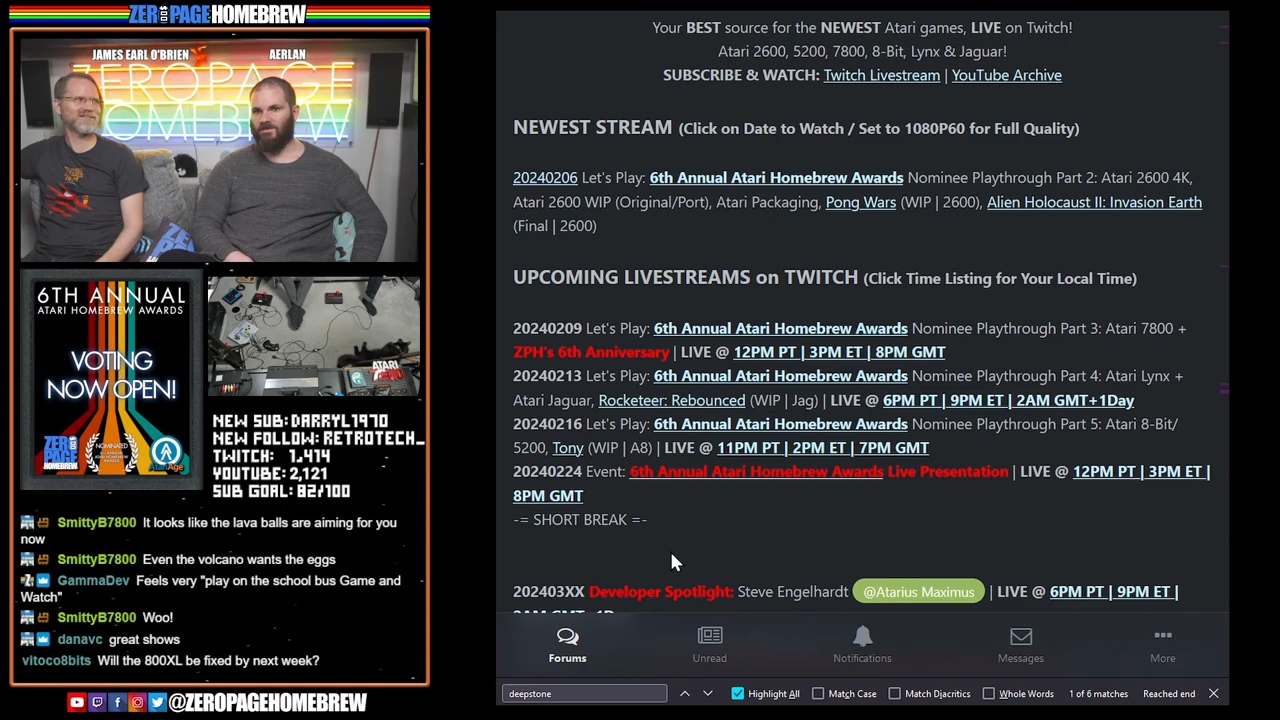 ZEROPAGE HOMEBREW
JAMES EARL O'BRIEN
AERLAN
ZEROPAGE
HOMEBREW
6TH ANNUAL
ATARI HOMEBREW AWARDS
VOTING
NOW OPEN!
ZERO
PAGE
HOMEBREW
NOMINATED
AtariAge
ATARI
NEW SUB: DARRYL1970
NEW FOLLOW: RETROTECH_
TWITCH: 1,414
YOUTUBE: 2,121
SUB GOAL: 82/100
SmittyB7800 It looks like the lava balls are aiming for you
now
SmittyB7800 Even the volcano wants the eggs
GammaDev Feels very "play on the school bus Game and
Watch"
SmittyB7800 Woo!
danavc great shows
vitoco8bits Will the 800XL be fixed by next week?
@ZEROPAGEHOMEBREW
Your BEST source for the NEWEST Atari games, LIVE on Twitch!
Atari 2600, 5200, 7800, 8-Bit, Lynx & Jaguar!
SUBSCRIBE & WATCH: Twitch Livestream | YouTube Archive
NEWEST STREAM (Click on Date to Watch / Set to 1080P60 for Full Quality)
20240206 Let's Play: 6th Annual Atari Homebrew Awards Nominee Playthrough Part 2: Atari 2600 4K,
Atari 2600 WIP (Original/Port), Atari Packaging, Pong Wars (WIP | 2600), Alien Holocaust II: Invasion Earth
(Final | 2600)
UPCOMING LIVESTREAMS on TWITCH (Click Time Listing for Your Local Time)
20240209 Let's Play: 6th Annual Atari Homebrew Awards Nominee Playthrough Part 3: Atari 7800 +
ZPH's 6th Anniversary | LIVE @ 12PM PT | 3PM ET | 8PM GMT
20240213 Let's Play: 6th Annual Atari Homebrew Awards Nominee Playthrough Part 4: Atari Lynx +
Atari Jaguar, Rocketeer: Rebounced (WIP | Jag) | LIVE @ 6PM PT | 9PM ET | 2AM GMT+1Day
20240216 Let's Play: 6th Annual Atari Homebrew Awards Nominee Playthrough Part 5: Atari 8-Bit/
5200, Tony (WIP | A8) | LIVE @ 11PM PT | 2PM ET | 7PM GMT
20240224 Event: 6th Annual Atari Homebrew Awards Live Presentation | LIVE @ 12PM PT | 3PM ET |
8PM GMT
-= SHORT BREAK =-
202403XX Developer Spotlight: Steve Engelhardt @Atarius Maximus | LIVE @ 6PM PT | 9PM ET |
Forums
Unread
Notifications
Messages
More
deepstone
Highlight All
Match Case
Match Diacritics
Whole Words
1 of 6 matches
Reached end